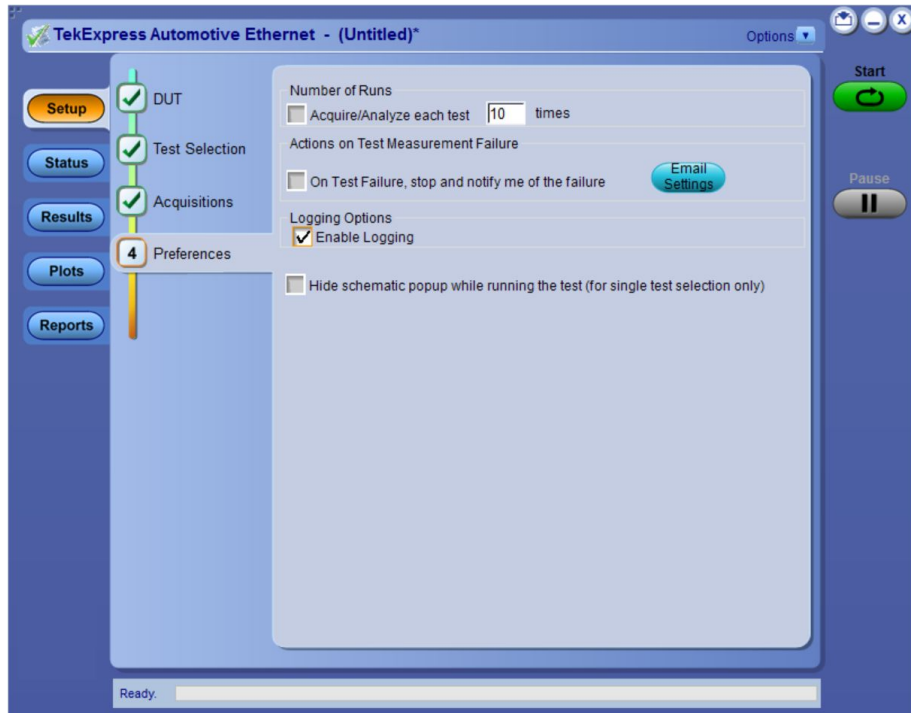 TekExpress Automotive Ethernet - (Untitled)*
Options
Setup
Status
Results
Plots
Reports
DUT
Test Selection
Acquisitions
4 Preferences
Number of Runs
Acquire/Analyze each test 10 times
Actions on Test Measurement Failure
On Test Failure, stop and notify me of the failure
Email Settings
Logging Options
Enable Logging
Hide schematic popup while running the test (for single test selection only)
Start
Pause
Ready.